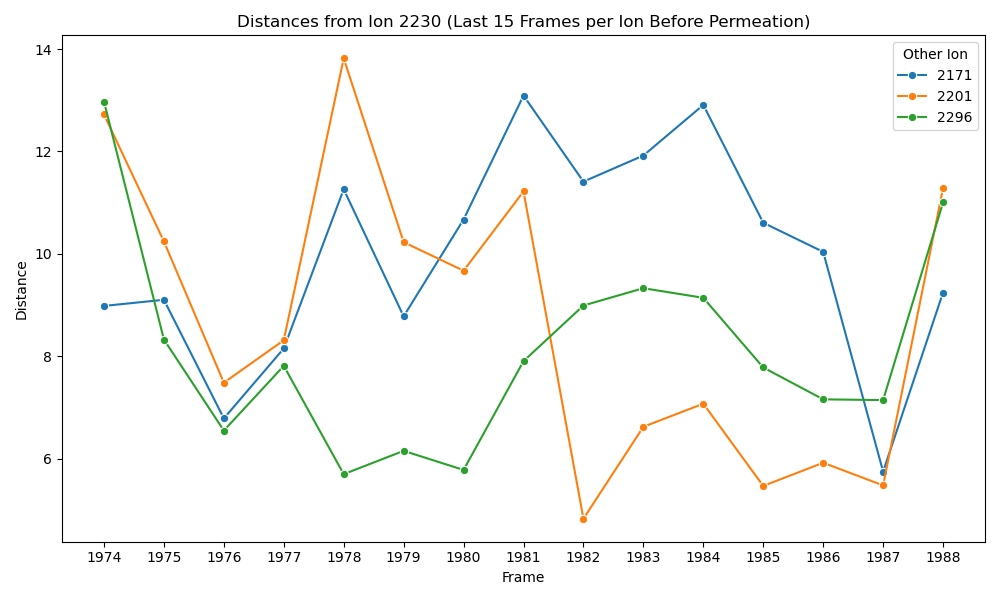 Distances from Ion 2230 (Last 15 Frames per Ion Before Permeation)
Other Ion
2171
2201
2296
14
12
10
8
6
Distance
1974 1975 1976 1977 1978 1979 1980 1981 1982 1983 1984 1985 1986 1987 1988
Frame